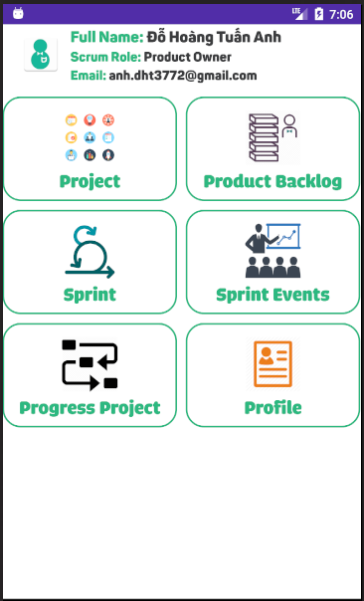 LTE 7:06
Full Name: Đỗ Hoàng Tuấn Anh
Scrum Role: Product Owner
Email: anh.dht3772@gmail.com
Project
Product Backlog
Sprint
Sprint Events
Progress Project
Profile